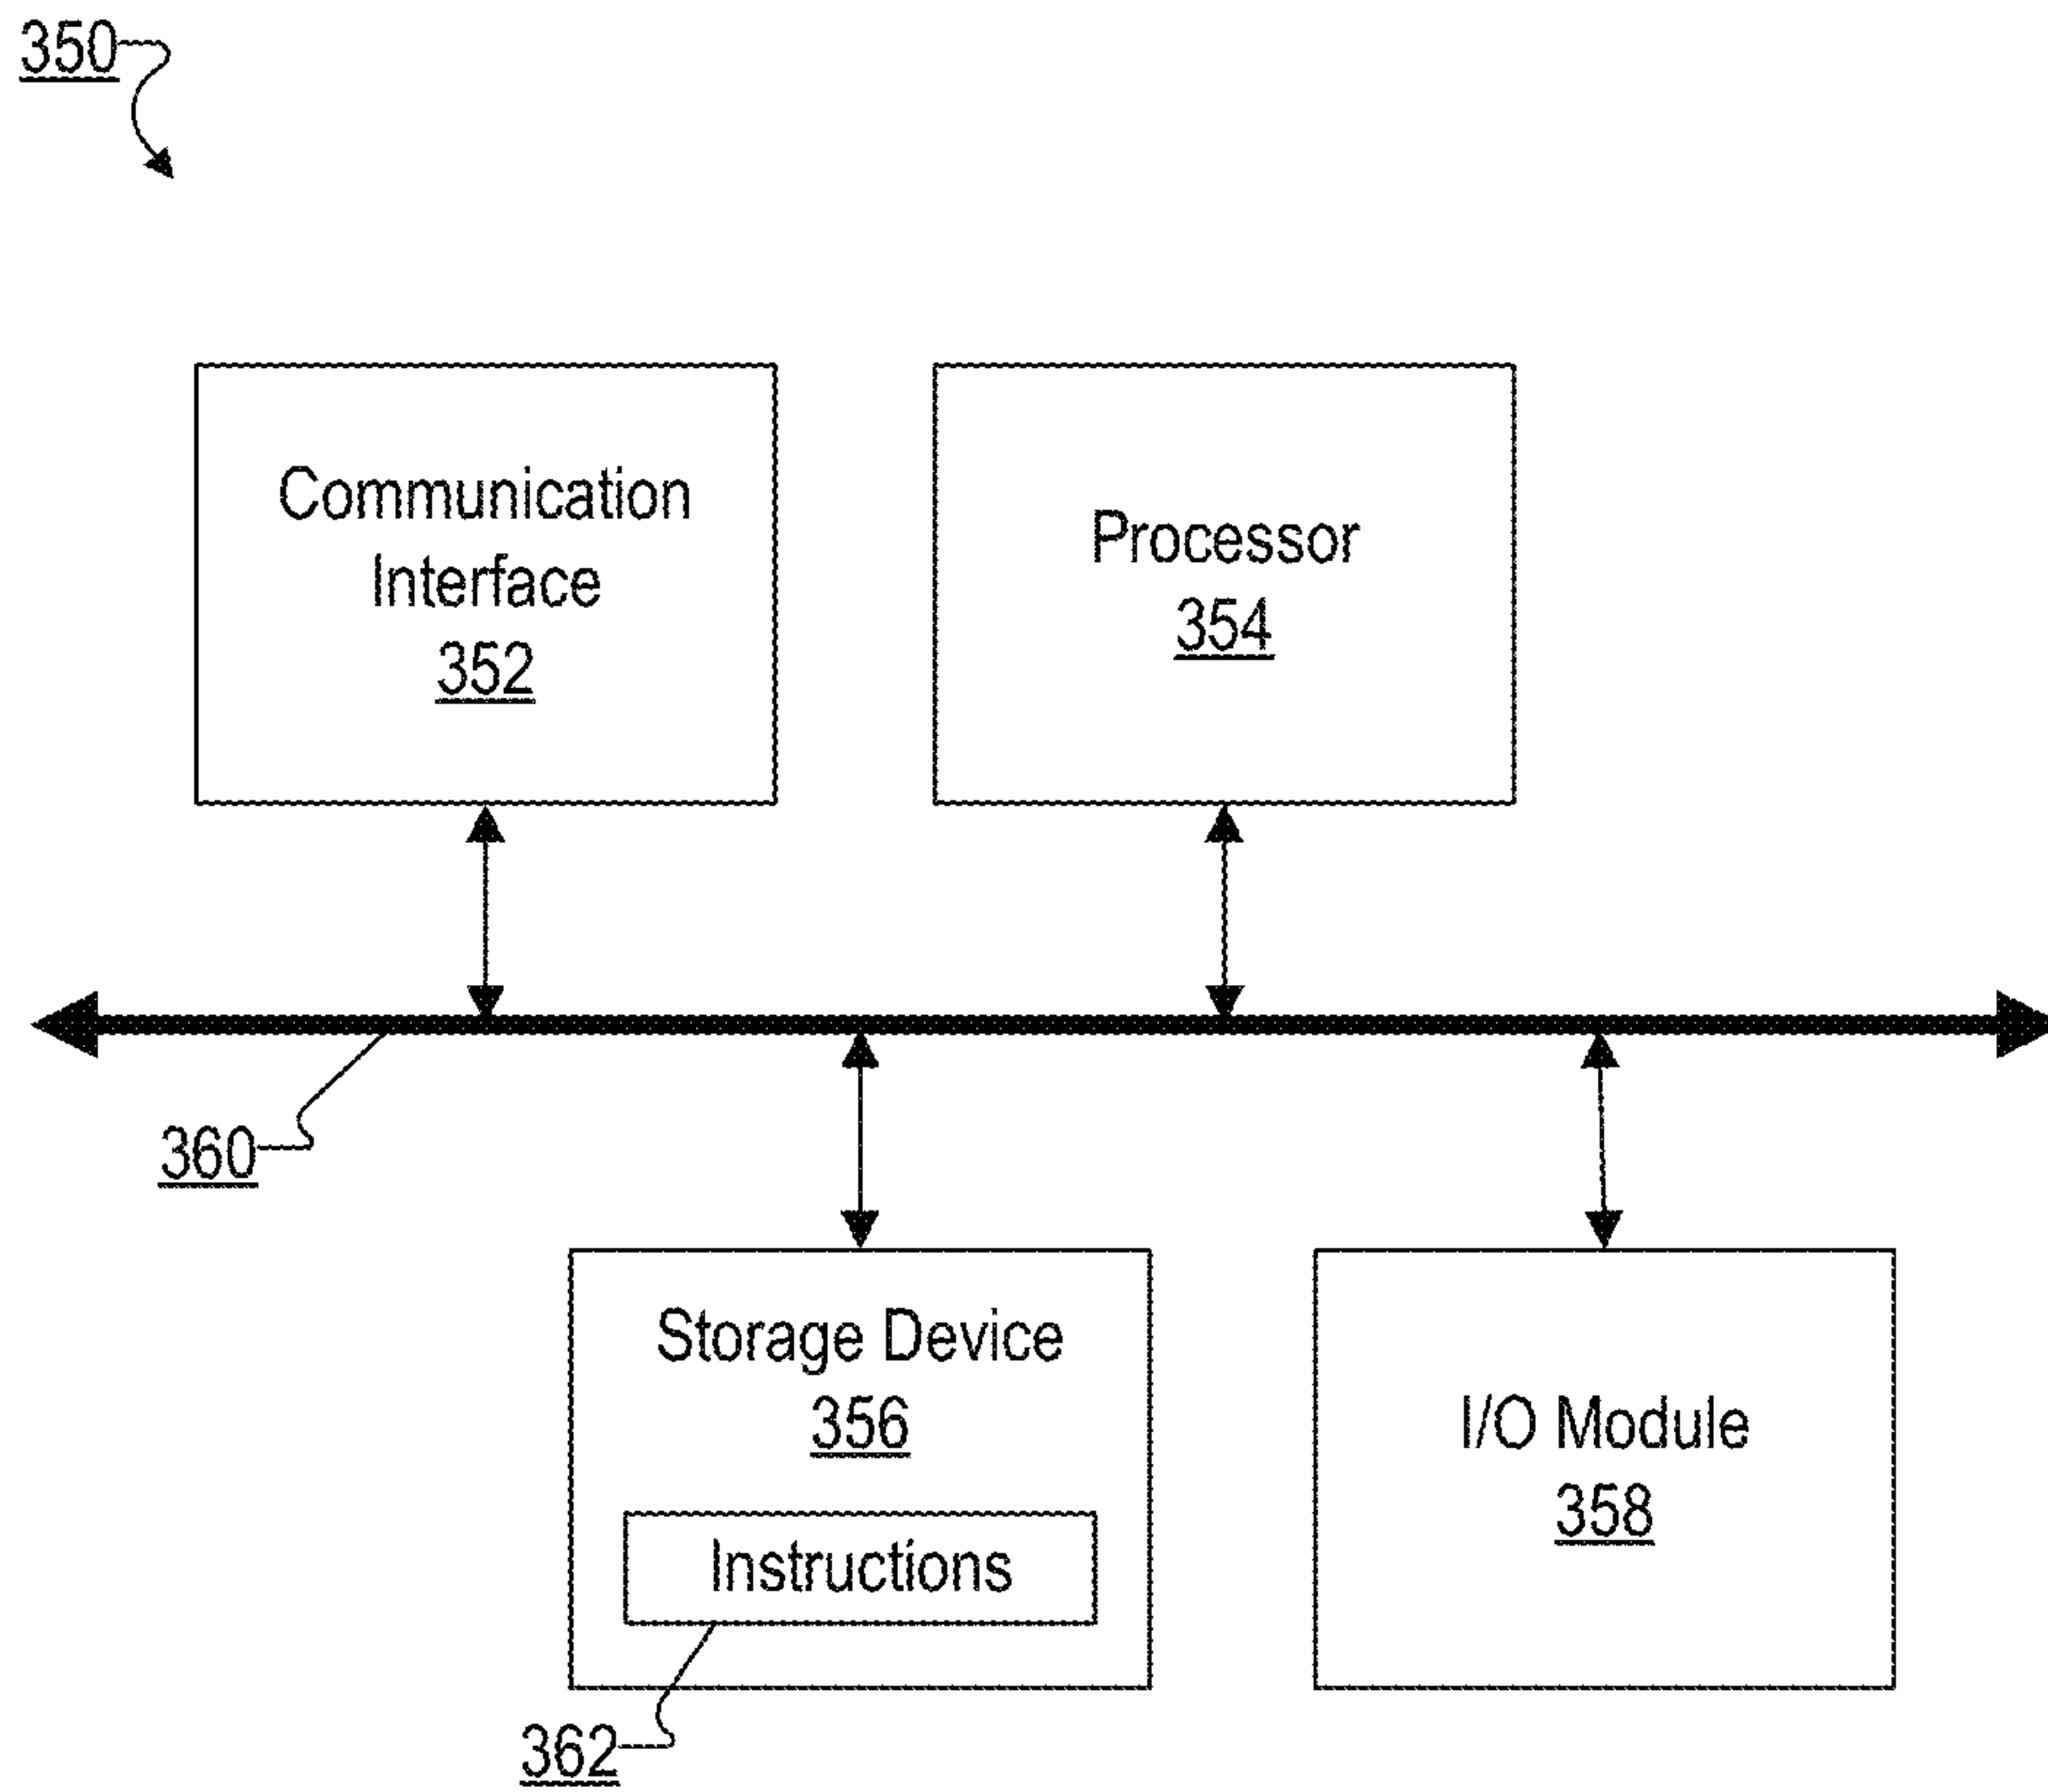 350
Communication
Interface
352
Processor
354
360
Storage Device
356
Instructions
362
I/O Module
358